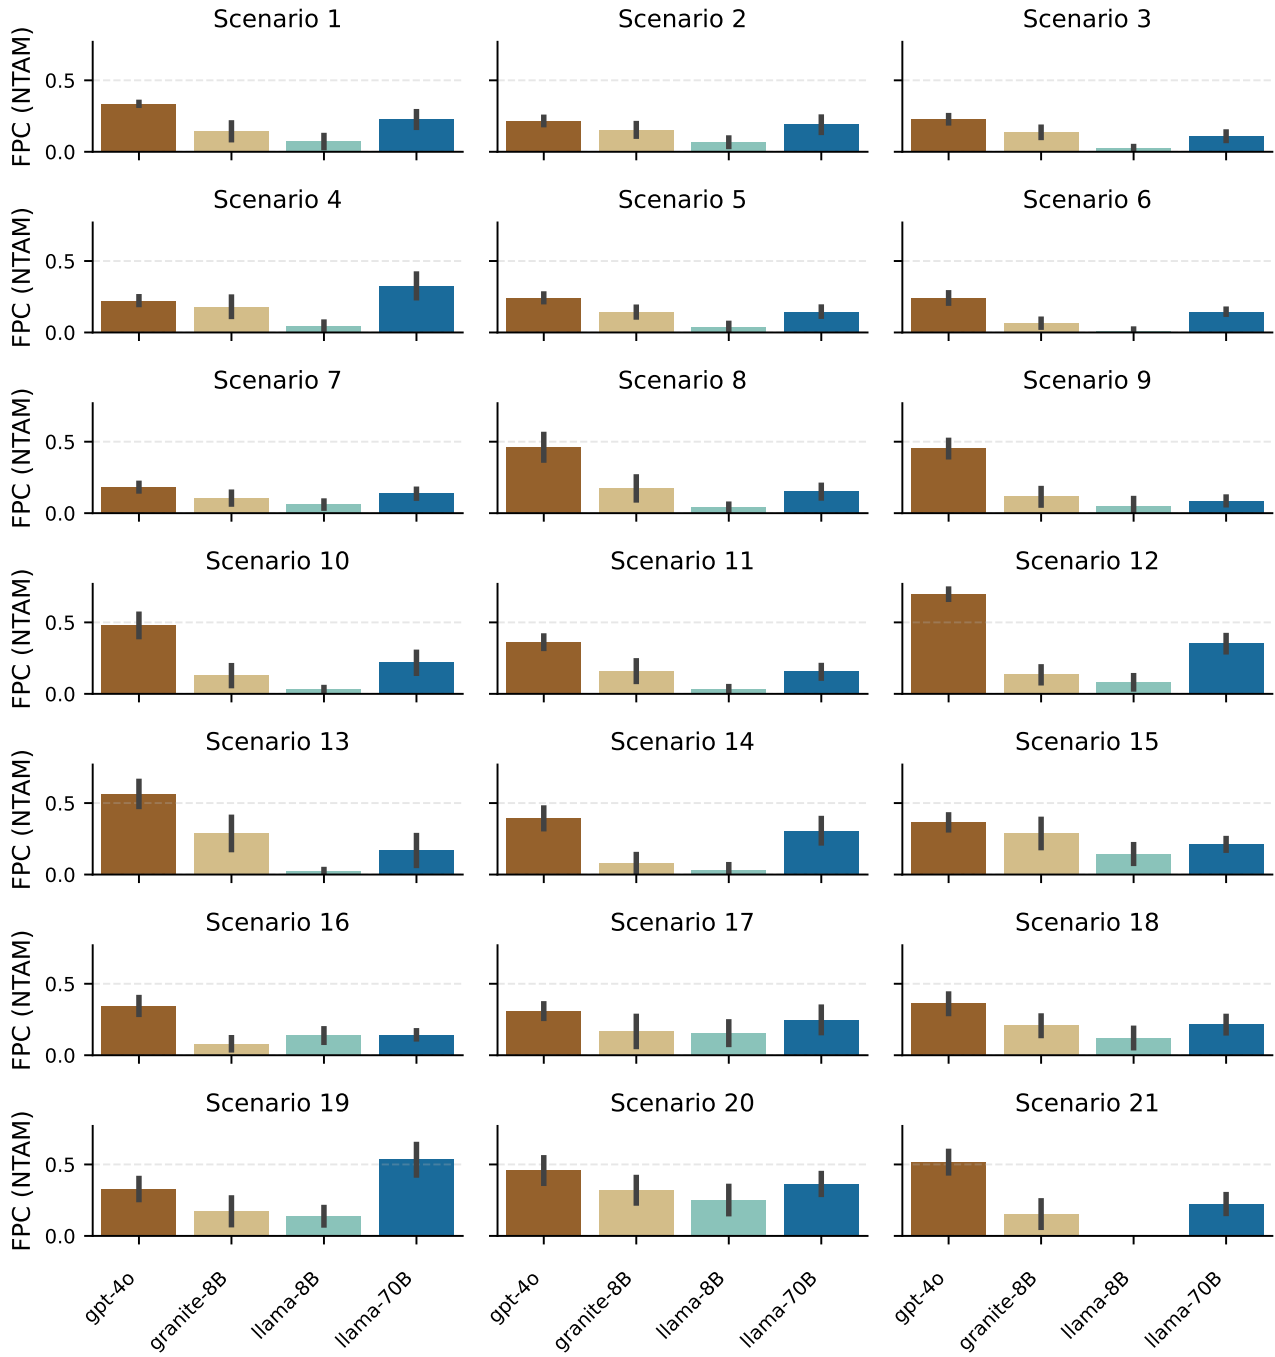 Scenario 1
Scenario 2
Scenario 3
FPC (NTAM)
0.5
0.0
Scenario 4
Scenario 5
Scenario 6
FPC (NTAM)
0.5
0.0
Scenario 7
Scenario 8
Scenario 9
FPC (NTAM)
0.5
0.0
Scenario 10
Scenario 11
Scenario 12
FPC (NTAM)
0.5
0.0
Scenario 13
Scenario 14
Scenario 15
FPC (NTAM)
0.5
0.0
Scenario 16
Scenario 17
Scenario 18
FPC (NTAM)
0.5
0.0
Scenario 19
Scenario 20
Scenario 21
FPC (NTAM)
0.5
0.0
gpt-4o
granite-8B
llama-8B
llama-70B
gpt-4o
granite-8B
llama-8B
llama-70B
gpt-4o
granite-8B
llama-8B
llama-70B